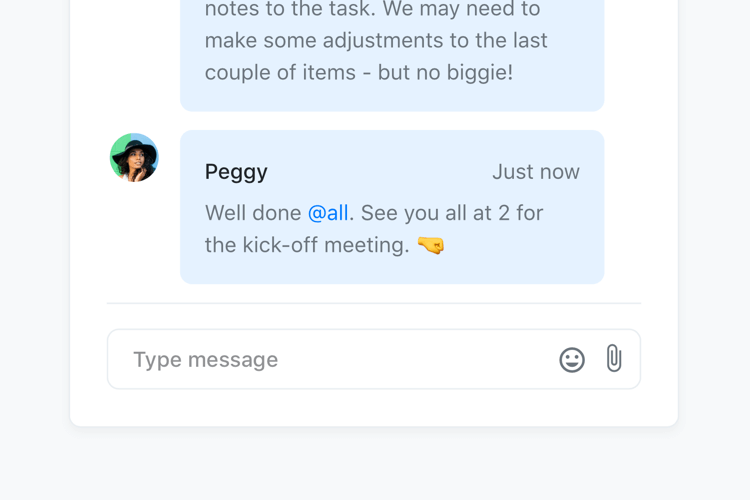 notes to the task. We may need to
make some adjustments to the last
couple of items - but no biggie!
Peggy Just now
Well done @all. See you all at 2 for
the kick-off meeting. 🤜
Type message